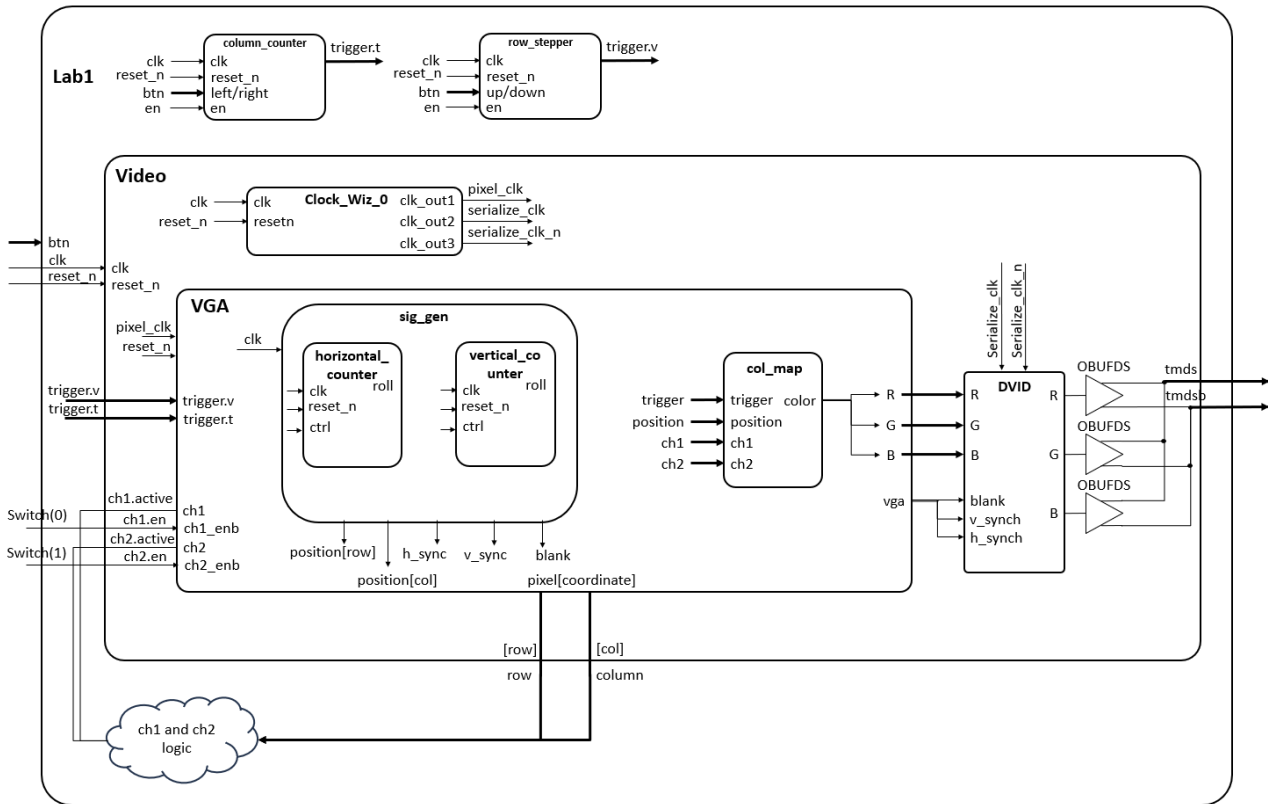 Lab1
column_counter
clk
reset_n
btn
en
clk
reset_n
left/right
en
trigger.t
row_stepper
clk
reset_n
btn
en
clk
reset_n
up/down
en
trigger.v
Video
Clock_Wiz_0
clk
reset_n
clk
resetn
clk_out1
clk_out2
clk_out3
pixel_clk
serialize_clk
serialize_clk_n
btn
clk
reset_n
clk
reset_n
VGA
pixel_clk
reset_n
clk
trigger.v
trigger.t
trigger.v
trigger.t
sig_gen
horizontal_
counter
roll
clk
reset_n
ctrl
vertical_co
unter
roll
clk
reset_n
ctrl
position[row]
position[col]
h_sync
v_sync
blank
pixel[coordinate]
col_map
trigger
position
ch1
ch2
trigger
position
ch1
ch2
color
R
G
B
vga
Serialize_clk
Serialize_clk_n
DVID
R
G
B
blank
v_synch
h_synch
R
G
B
OBUFDS
OBUFDS
OBUFDS
tmds
tmdsb
Switch(0)
Switch(1)
ch1.active
ch1.en
ch2.active
ch2.en
ch1
ch1_enb
ch2
ch2_enb
[row]
[col]
row
column
ch1 and ch2
logic